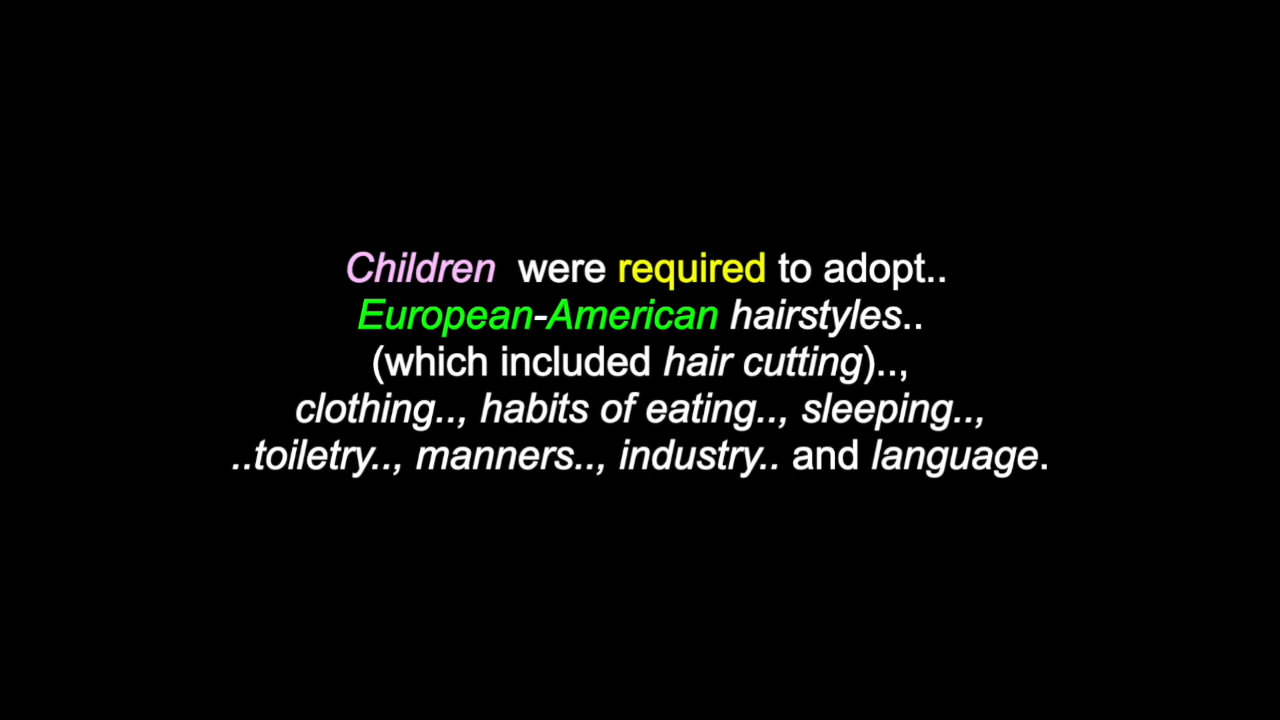 Children were required to adopt..
European-American hairstyles..
(which included hair cutting)..,
clothing.., habits of eating.., sleeping..,
..toiletry.., manners.., industry.. and language.